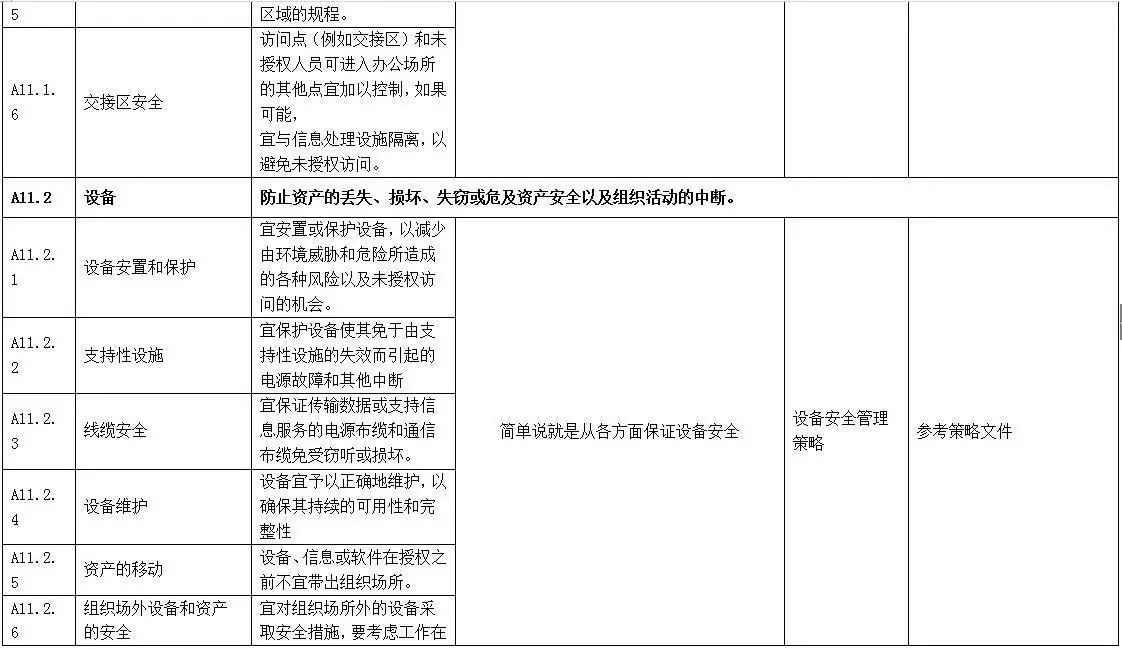 5
区域的规程。
A11.1.
6
交接区安全
访问点（例如交接区）和未
授权人员可进入办公场所
的其他点宜加以控制，如果
可能，
宜与信息处理设施隔离，以
避免未授权访问。
A11.2
设备
防止资产的丢失、损坏、失窃或危及资产安全以及组织活动的中断。
A11.2.
1
设备安置和保护
宜安置或保护设备，以减少
由环境威胁和危险所造成
的各种风险以及未授权访
问的机会。
A11.2.
2
支持性设施
宜保护设备使其免于由支
持性设施的失效而引起的
电源故障和其他中断
A11.2.
3
线缆安全
宜保证传输数据或支持信
息服务的电源布缆和通信
布缆免受窃听或损坏。
A11.2.
4
设备维护
设备宜予以正确地维护，以
确保其持续的可用性和完
整性
A11.2.
5
资产的移动
设备、信息或软件在授权之
前不宜带出组织场所。
A11.2.
6
组织场外设备和资产
的安全
宜对组织场所外的设备采
取安全措施，要考虑工作在
简单说就是从各方面保证设备安全
设备安全管理
策略
参考策略文件